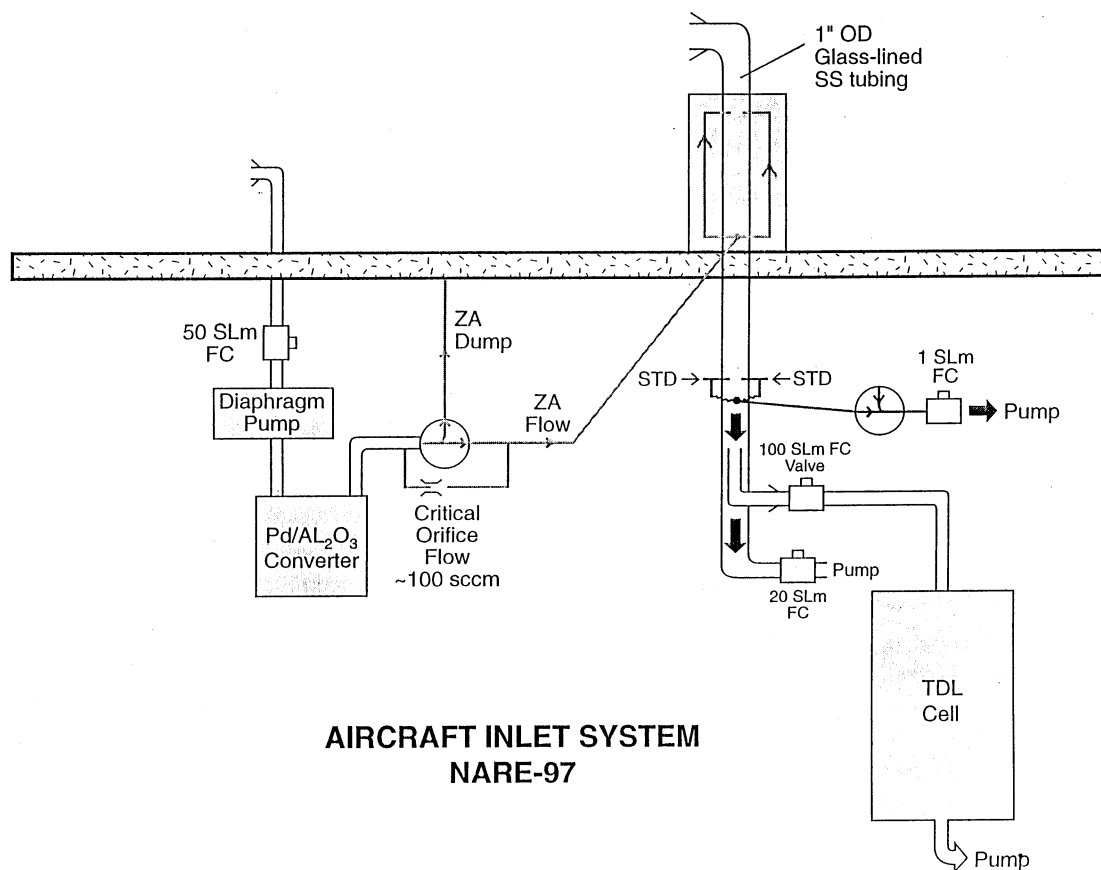 1" OD
Glass-lined
SS tubing
50 SLm
FC
ZA
Dump
Diaphragm
Pump
ZA
Flow
STD
STD
1 SLm
FC
Pump
100 SLm FC
Valve
Pd/AL2O3
Converter
Critical
Orifice
Flow
~100 sccm
Pump
20 SLm
FC
TDL
Cell
AIRCRAFT INLET SYSTEM
NARE-97
Pump